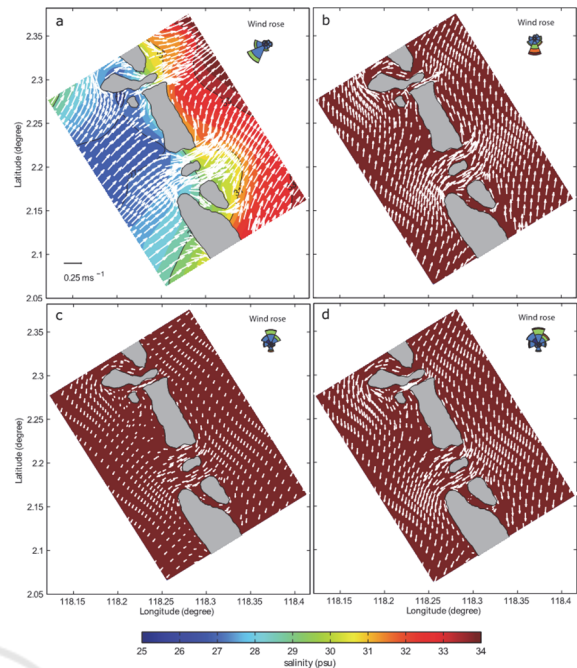 a
Wind rose
b
Wind rose
2.35
2.3
2.25
2.2
2.15
2.1
2.05
Latitude (degree)
0.25 ms⁻¹
c
Wind rose
d
Wind rose
2.35
2.3
2.25
2.2
2.15
2.1
2.05
Latitude (degree)
118.15 118.2 118.25 118.3 118.35 118.4
Longitude (degree)
118.15 118.2 118.25 118.3 118.35 118.4
Longitude (degree)
25 26 27 28 29 30 31 32 33 34
salinity (psu)